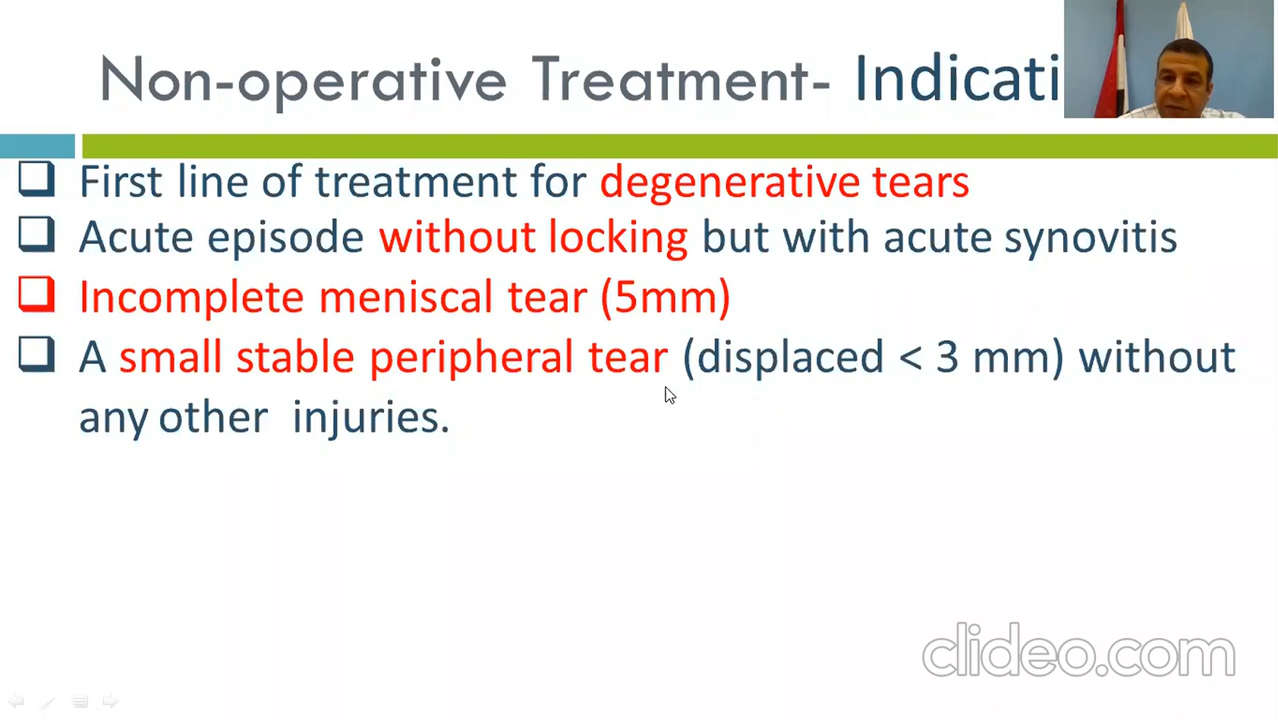 Non-operative Treatment- Indicati
First line of treatment for degenerative tears
Acute episode without locking but with acute synovitis
Incomplete meniscal tear (5mm)
A small stable peripheral tear (displaced < 3 mm) without
any other injuries.
clideo.com